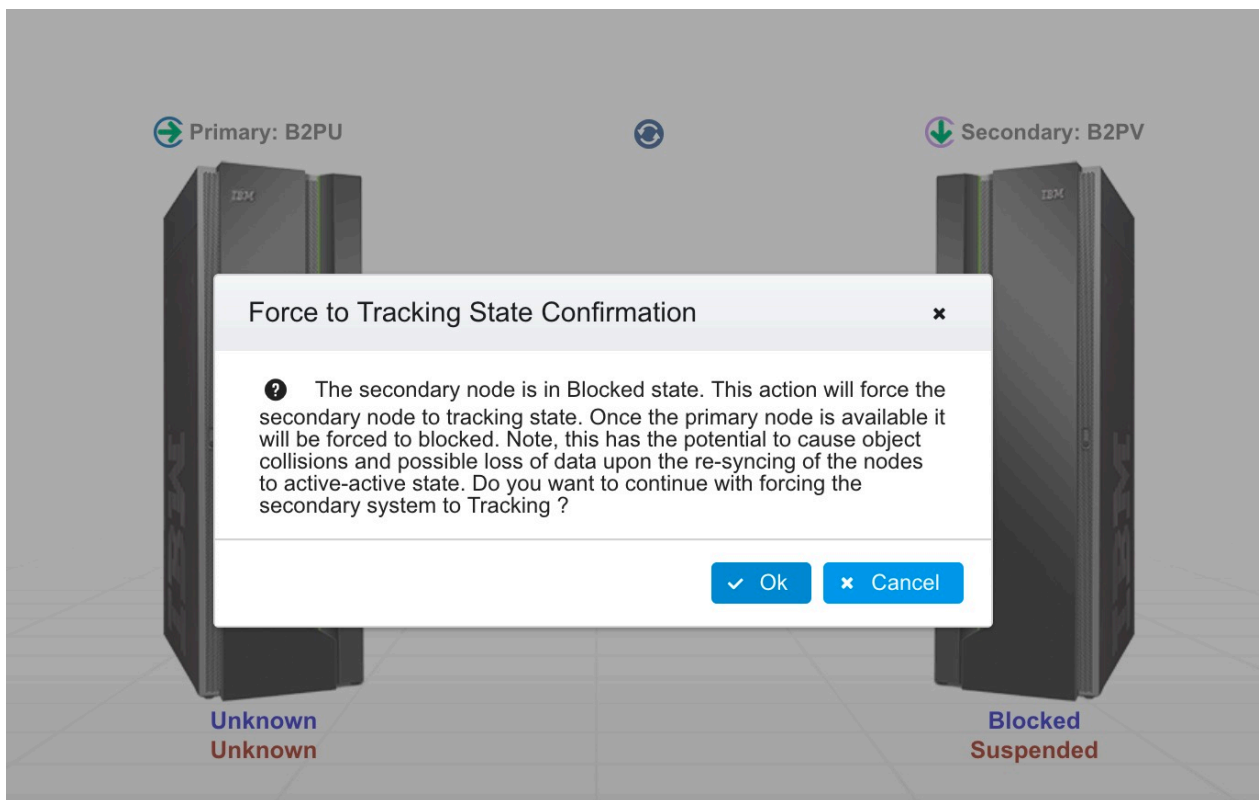 Primary: B2PU
Secondary: B2PV
IBM
IBM
Force to Tracking State Confirmation
The secondary node is in Blocked state. This action will force the
secondary node to tracking state. Once the primary node is available it
will be forced to blocked. Note, this has the potential to cause object
collisions and possible loss of data upon the re-syncing of the nodes
to active-active state. Do you want to continue with forcing the
secondary system to Tracking ?
Ok
Cancel
IBM
IBM
Unknown
Unknown
Blocked
Suspended